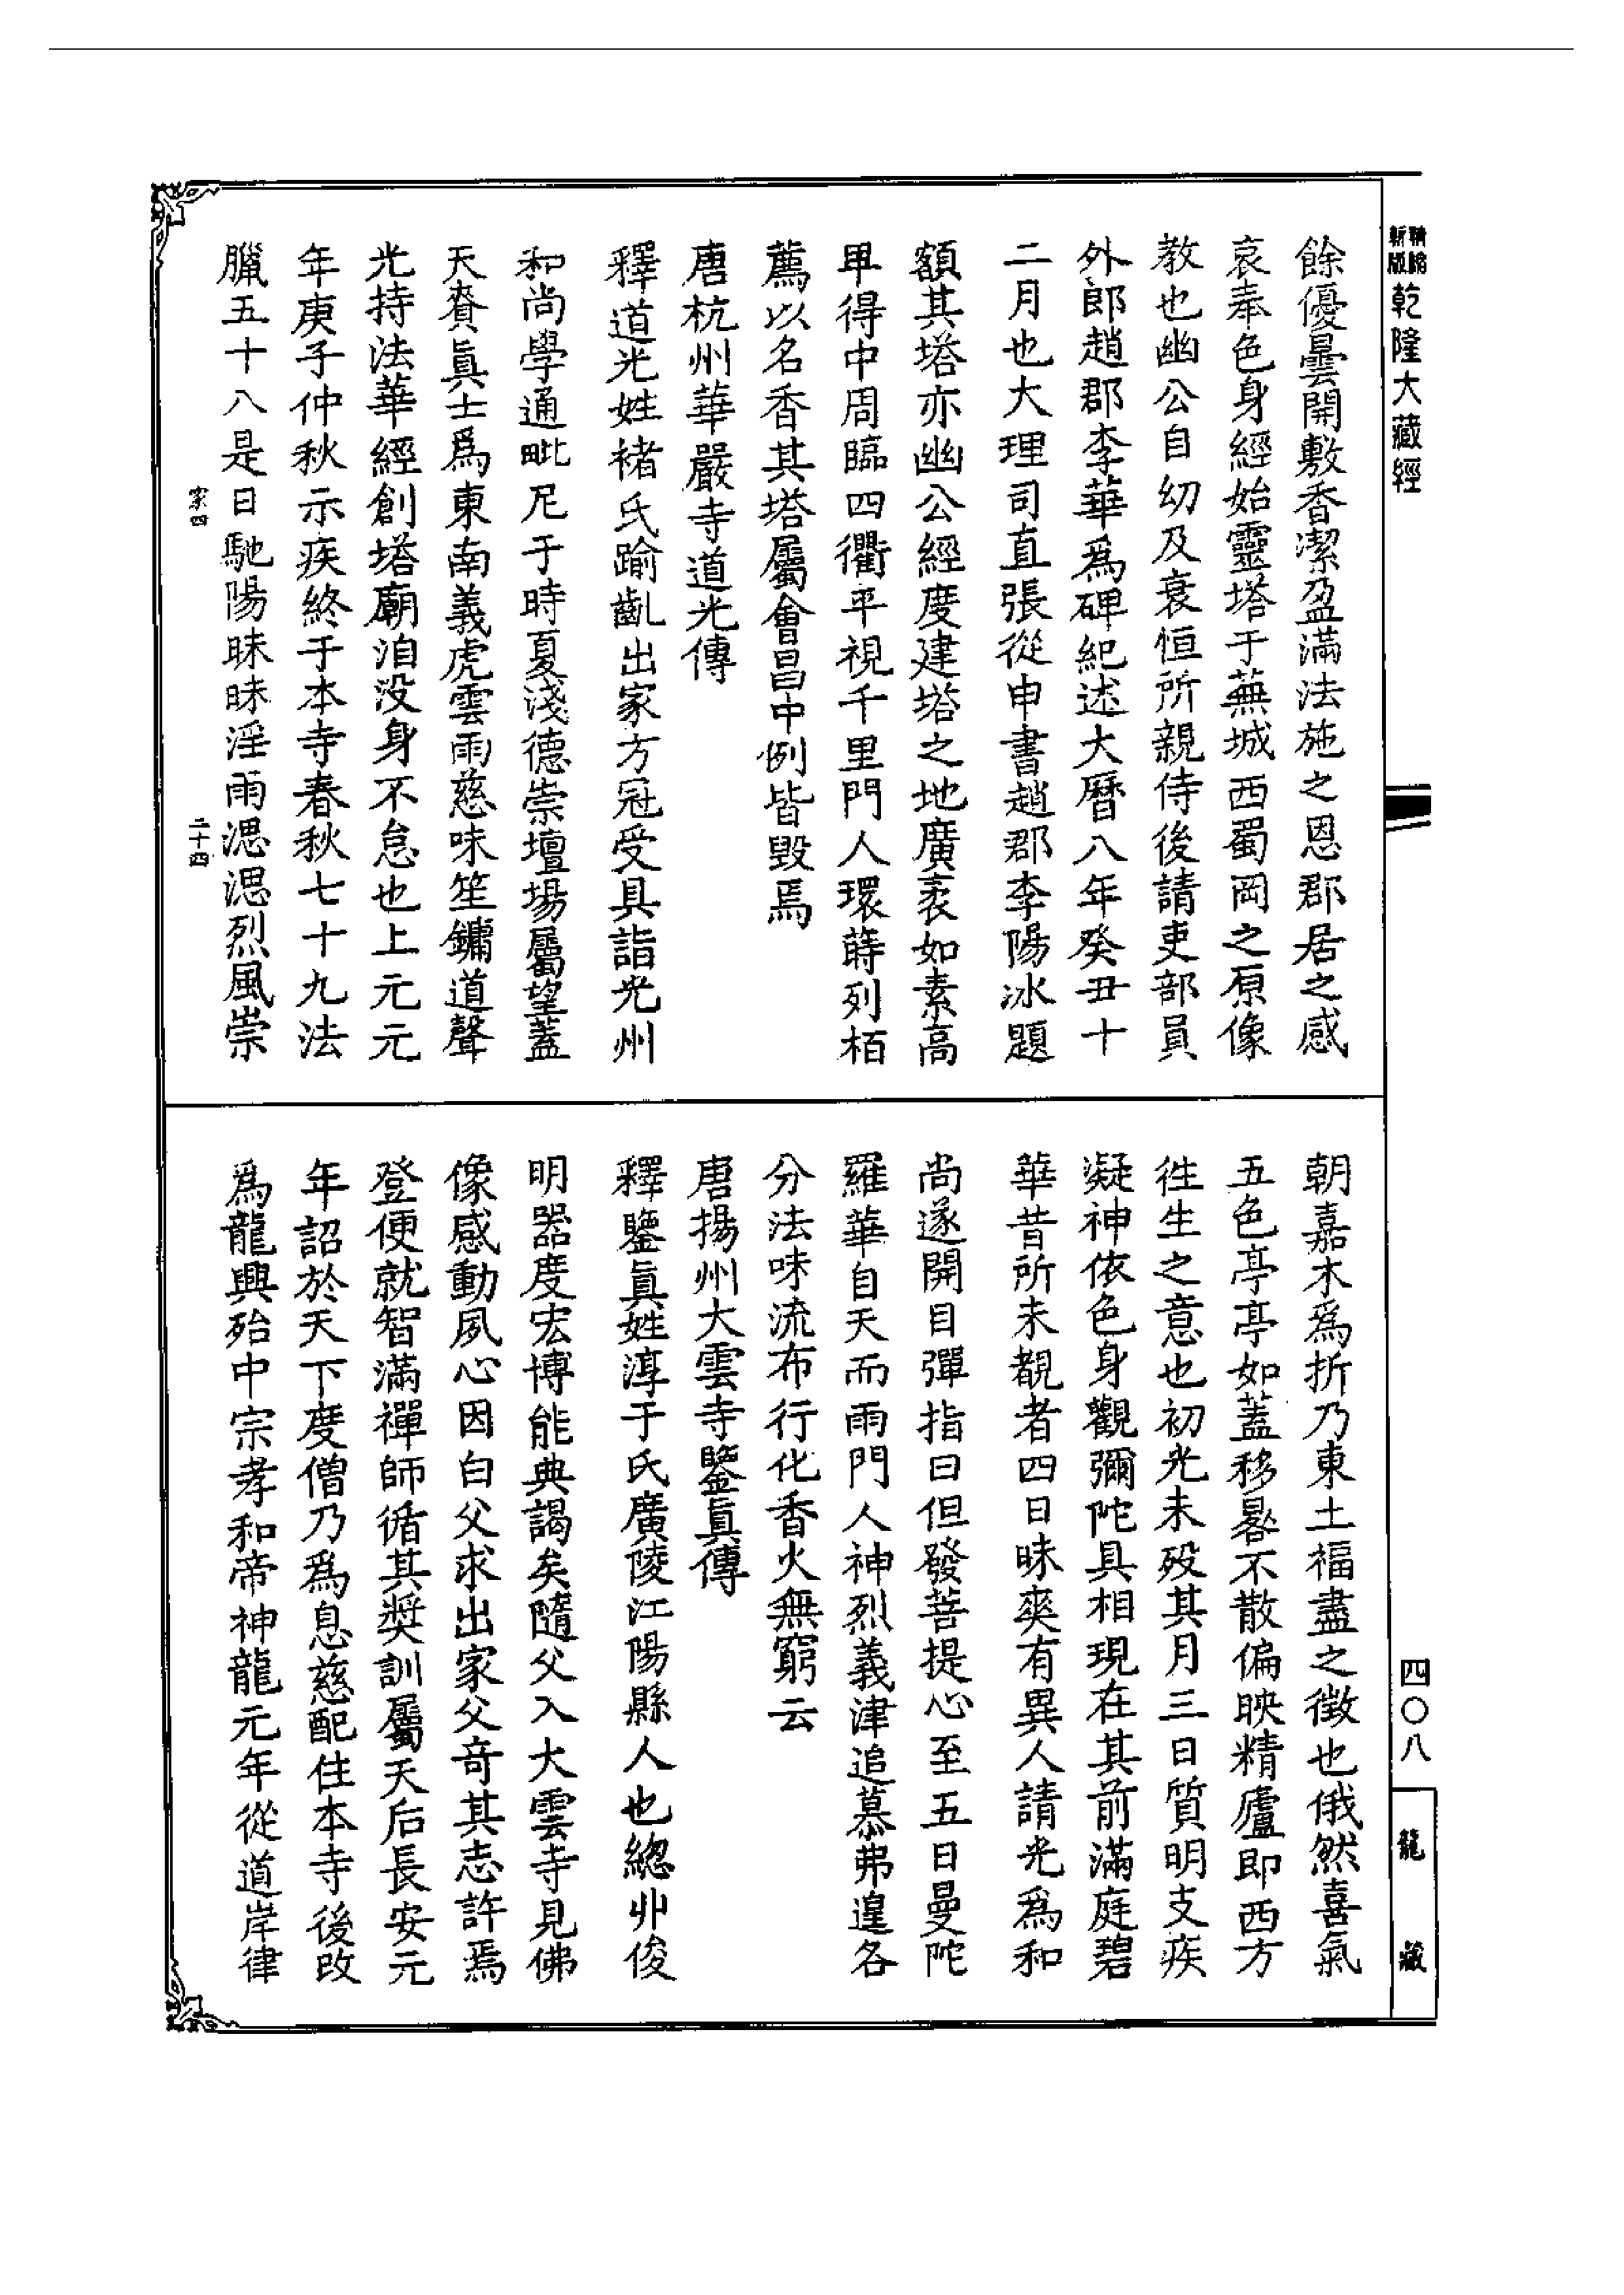 精縮新版乾隆大藏經
餘優曇開敷香潔盈滿法施之恩郡居之感
哀奉色身經始靈塔于蕪城西蜀岡之原像
教也幽公自幼及衰恒所親侍後請吏部員
外郎趙郡李華爲碑紀述大曆八年癸丑十
二月也大理司直張從申書趙郡李陽冰題
額其塔亦幽公經度建塔之地廣袤如素高
甲得中周臨四衢平視千里門人環蒔列栢
薦以名香其塔屬會昌中例皆毀焉
唐杭州華嚴寺道光傳
釋道光姓褚氏踰齓出家方冠受具詣光州
和尚學通毗尼于時夏淺德崇壇場屬望蓋
天賚眞士爲東南義虎雲雨慈味笙鏞道聲
光持法華經創塔廟洎没身不怠也上元元
年庚子仲秋示疾終于本寺春秋七十九法
臘五十八是日馳陽昧昧淫雨漣漣烈風崇
家四 二十四
朝嘉木爲折乃東土福盡之徴也俄然喜氣
五色亭亭如蓋移晷不散偏映精廬即西方
徃生之意也初光未歿其月三日質明支疾
凝神依色身觀彌陀具相現在其前滿庭碧
華昔所未覩者四日昧爽有異人請光爲和
尚遂開目彈指曰但發菩提心至五日曼陀
羅華自天而雨門人神烈義津追慕弗遑各
分法味流布行化香火無窮云
唐揚州大雲寺鑒眞傳
釋鑒眞姓淳于氏廣陵江陽縣人也總丱俊
明器度宏博能典謁矣隨父入大雲寺見佛
像感動夙心因白父求出家父奇其志許焉
登便就智滿禪師循其奬訓屬天后長安元
年詔於天下度僧乃爲息慈配住本寺後改
爲龍興殆中宗孝和帝神龍元年從道岸律
四〇八
龍藏